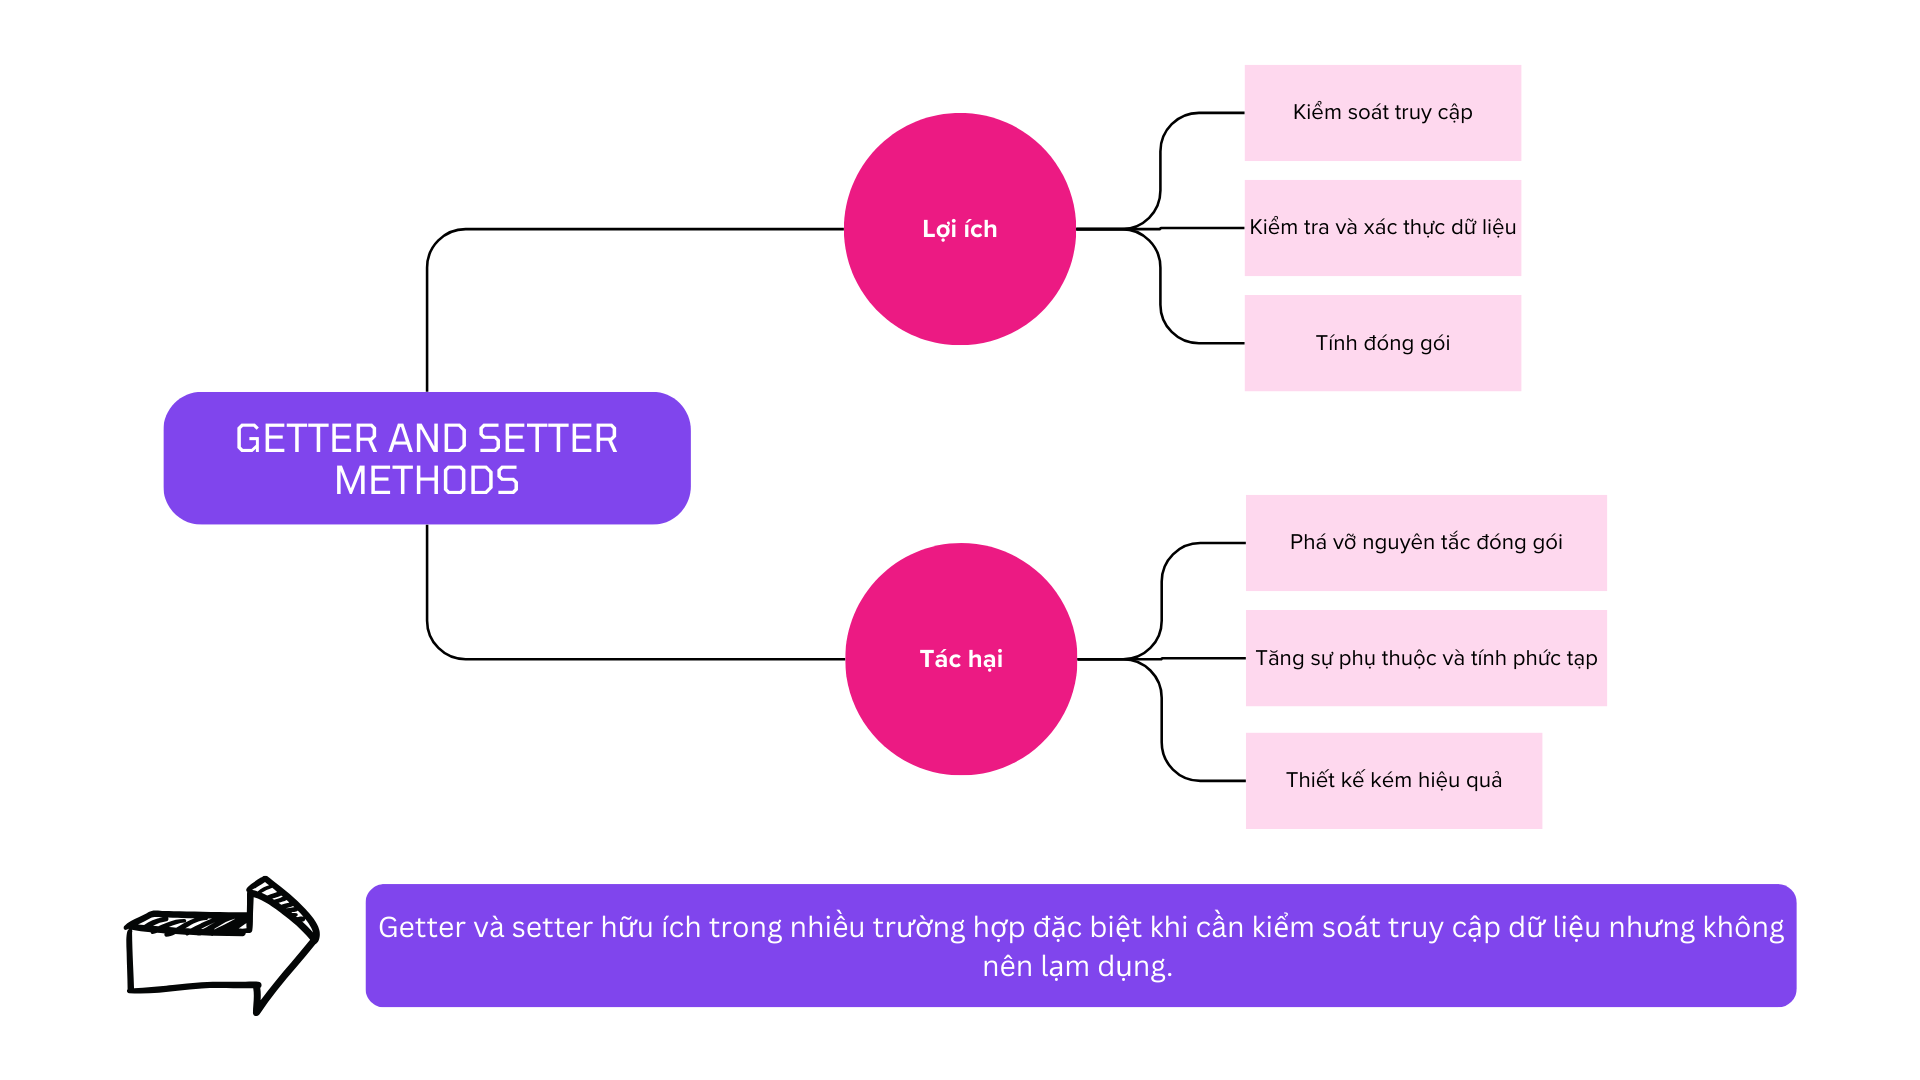 GETTER AND SETTER
METHODS
Lợi ích
Kiểm soát truy cập
Kiểm tra và xác thực dữ liệu
Tính đóng gói
Tác hại
Phá vỡ nguyên tắc đóng gói
Tăng sự phụ thuộc và tính phức tạp
Thiết kế kém hiệu quả
Getter và setter hữu ích trong nhiều trường hợp đặc biệt khi cần kiểm soát truy cập dữ liệu nhưng không
nên lạm dụng.